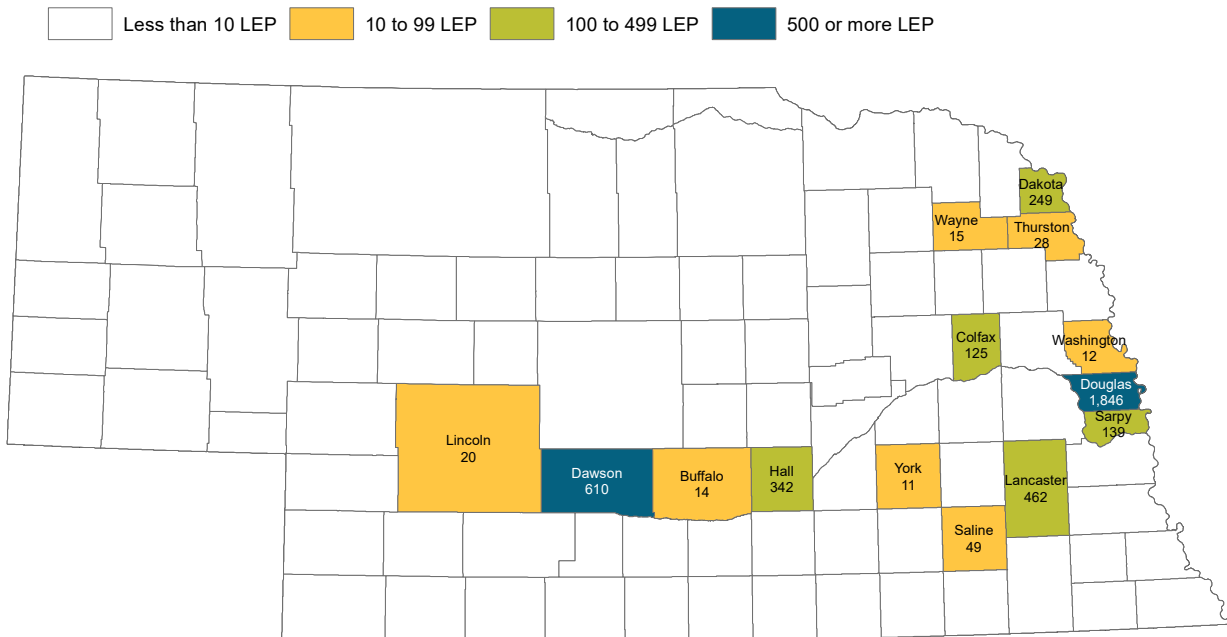 Less than 10 LEP
10 to 99 LEP
100 to 499 LEP
500 or more LEP
Dakota
249
Wayne
15
Thurston
28
Colfax
125
Washington
12
Douglas
1,846
Sarpy
139
Lincoln
20
Dawson
610
Buffalo
14
Hall
342
York
11
Lancaster
462
Saline
49